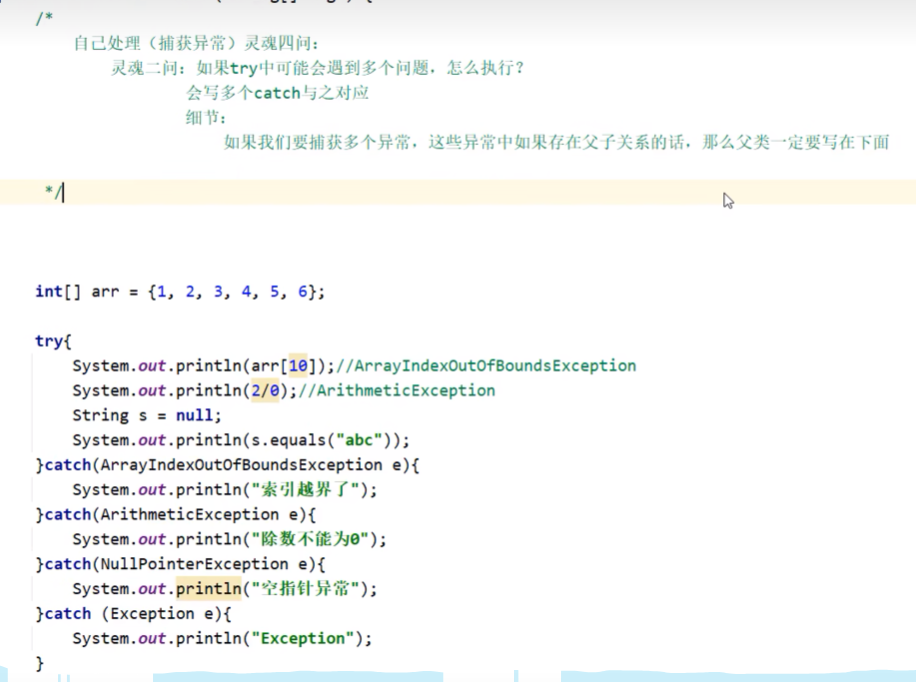 /*
自己处理（捕获异常）灵魂四问：
灵魂二问：如果try中可能会遇到多个问题，怎么执行？
会写多个catch与之对应
细节：
如果我们要捕获多个异常，这些异常中如果存在父子关系的话，那么父类一定要写在下面
*/
int[] arr = {1, 2, 3, 4, 5, 6};
try{
System.out.println(arr[10]);//ArrayIndexOutOfBoundsException
System.out.println(2/0);//ArithmeticException
String s = null;
System.out.println(s.equals("abc"));
}catch(ArrayIndexOutOfBoundsException e){
System.out.println("索引越界了");
}catch(ArithmeticException e){
System.out.println("除数不能为0");
}catch(NullPointerException e){
System.out.println("空指针异常");
}catch (Exception e){
System.out.println("Exception");
}